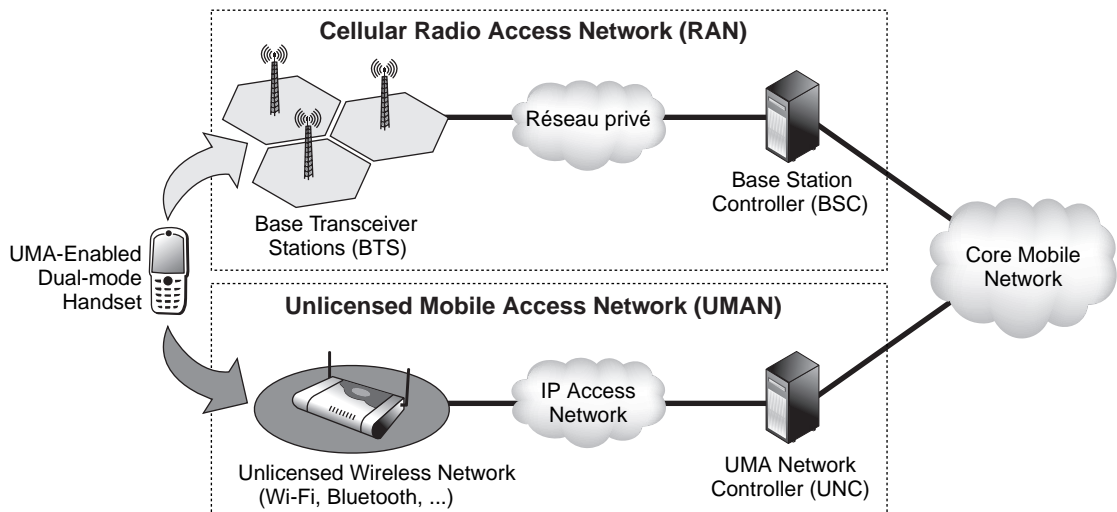 Cellular Radio Access Network (RAN)
Réseau privé
Base Transceiver
Stations (BTS)
Base Station
Controller (BSC)
UMA-Enabled
Dual-mode
Handset
Core Mobile
Network
Unlicensed Mobile Access Network (UMAN)
IP Access
Network
Unlicensed Wireless Network
(Wi-Fi, Bluetooth, ...)
UMA Network
Controller (UNC)